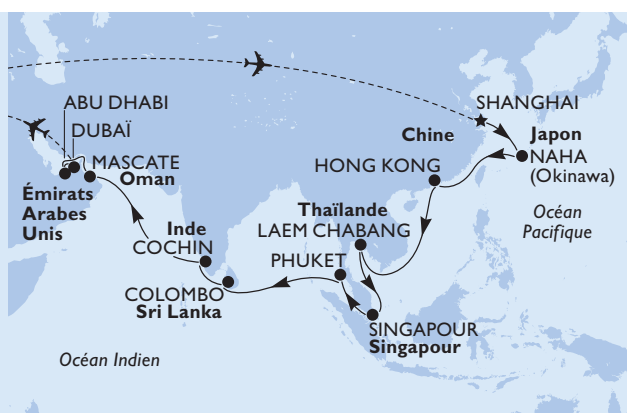 ABU DHABI
DUBAÏ
MASCATE
Oman
Émirats
Arabes
Unis
Inde
COCHIN
COLOMBO
Sri Lanka
Océan Indien
SHANGHAI
Chine
Japon
NAHA
(Okinawa)
HONG KONG
Océan
Pacifique
Thaïlande
LAEM CHABANG
PHUKET
SINGAPOUR
Singapour